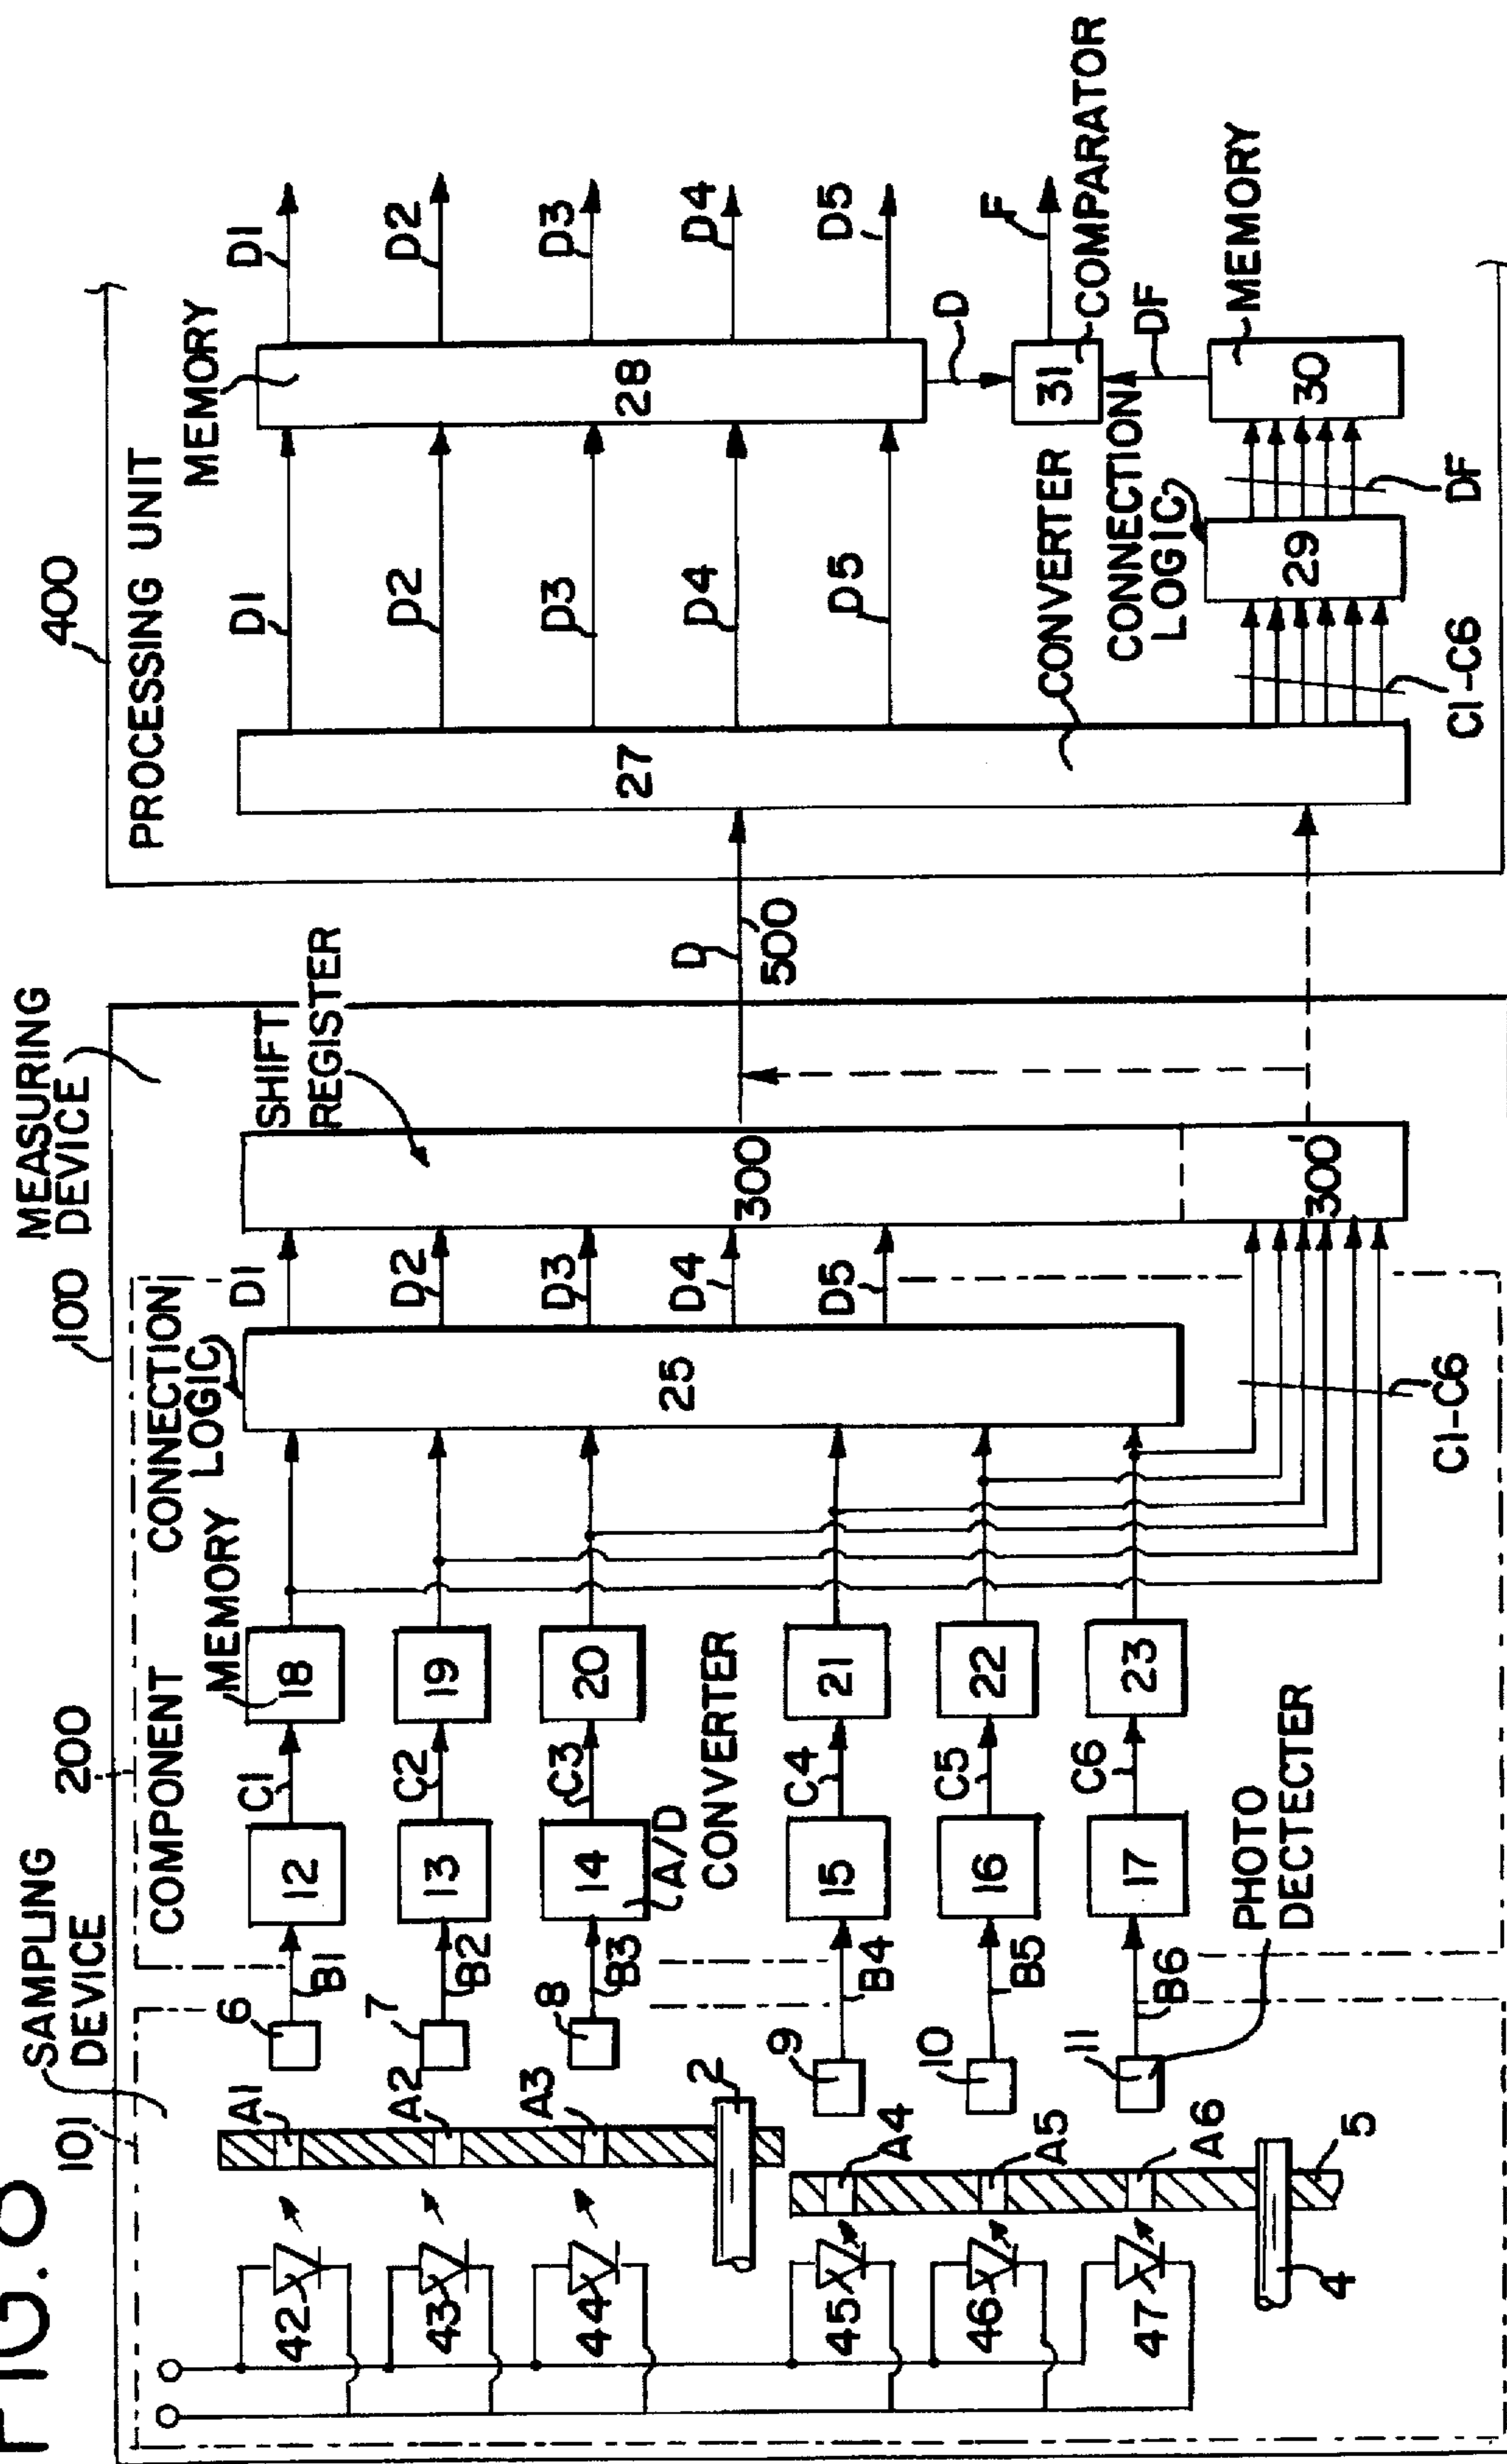 FIG. 8
SAMPLING
DEVICE
101
100
MEASURING
DEVICE
200
COMPONENT
CONNECTION
LOGIC
MEMORY
SHIFT
REGISTER
400
PROCESSING UNIT
MEMORY
42
A1
6
B1
12
C1
18
D1
D1
D1
43
A2
7
B2
13
C2
19
D2
D2
D2
44
A3
8
B3
14
C3
20
D3
D3
D3
A/D
CONVERTER
2
25
300
D
500
27
28
D4
D4
D4
45
A4
9
B4
15
C4
21
D5
D5
D5
D
46
A5
10
B5
16
C5
22
F
31
COMPARATOR
CONVERTER
CONNECTION
LOGIC
DF
MEMORY
47
A6
11
B6
17
C6
23
300'
29
30
PHOTO
DECTECTER
4
5
C1-C6
C1-C6
DF